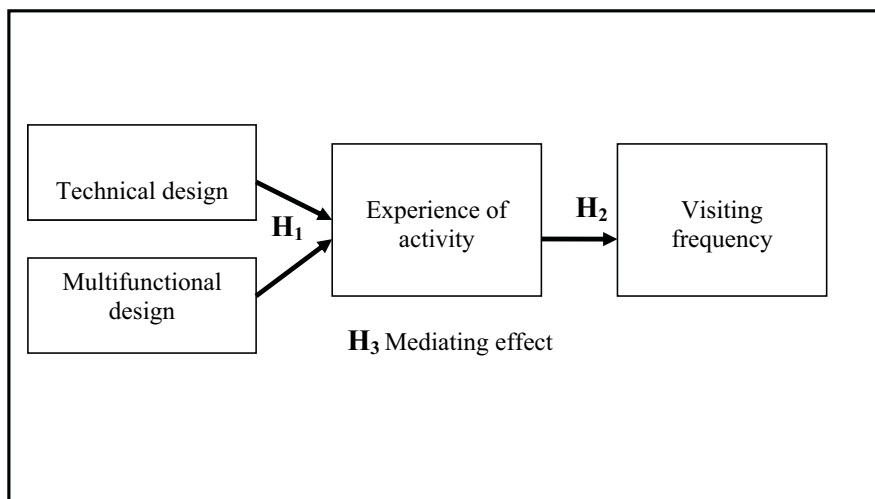 Technical design
Multifunctional
design
H₁
Experience of
activity
H₂
Visiting
frequency
H₃ Mediating effect